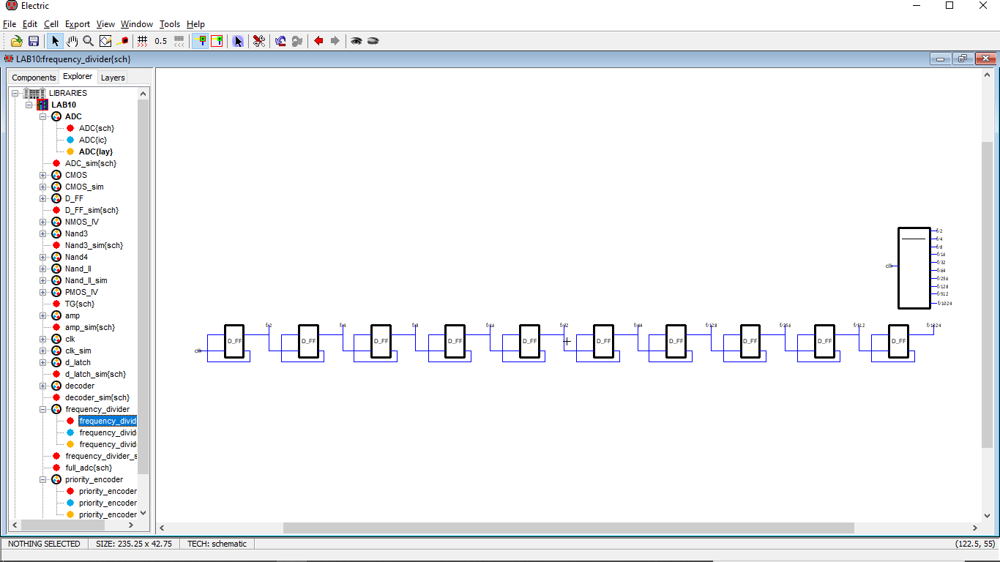 Electric
File Edit Cell Export View Window Tools Help
0.5
LAB10:frequency_divider{sch}
Components Explorer Layers
LIBRARIES
LAB10
ADC
ADC{sch}
ADC{ic}
ADC{lay}
ADC_sim{sch}
CMOS
CMOS_sim
D_FF
D_FF_sim{sch}
NMOS_IV
Nand3
Nand3_sim{sch}
Nand4
Nand_II
Nand_II_sim
PMOS_IV
TG{sch}
amp
amp_sim{sch}
clk
clk_sim
d_latch
d_latch_sim{sch}
decoder
decoder_sim{sch}
frequency_divider
frequency_divid
frequency_divid
frequency_divid
frequency_divider_s
full_adc{sch}
priority_encoder
priority_encoder
priority_encoder
priority_encoder
f/2
f/4
f/8
f/16
f/32
clk
f/64
f/256
f/128
f/512
f/1024
f/2 f/4 f/8 f/16 f/32 f/64 f/128 f/256 f/512 f/1024
D_FF D_FF D_FF D_FF D_FF D_FF D_FF D_FF D_FF D_FF
clk
NOTHING SELECTED SIZE: 235.25 x 42.75 TECH: schematic (122.5, 55)